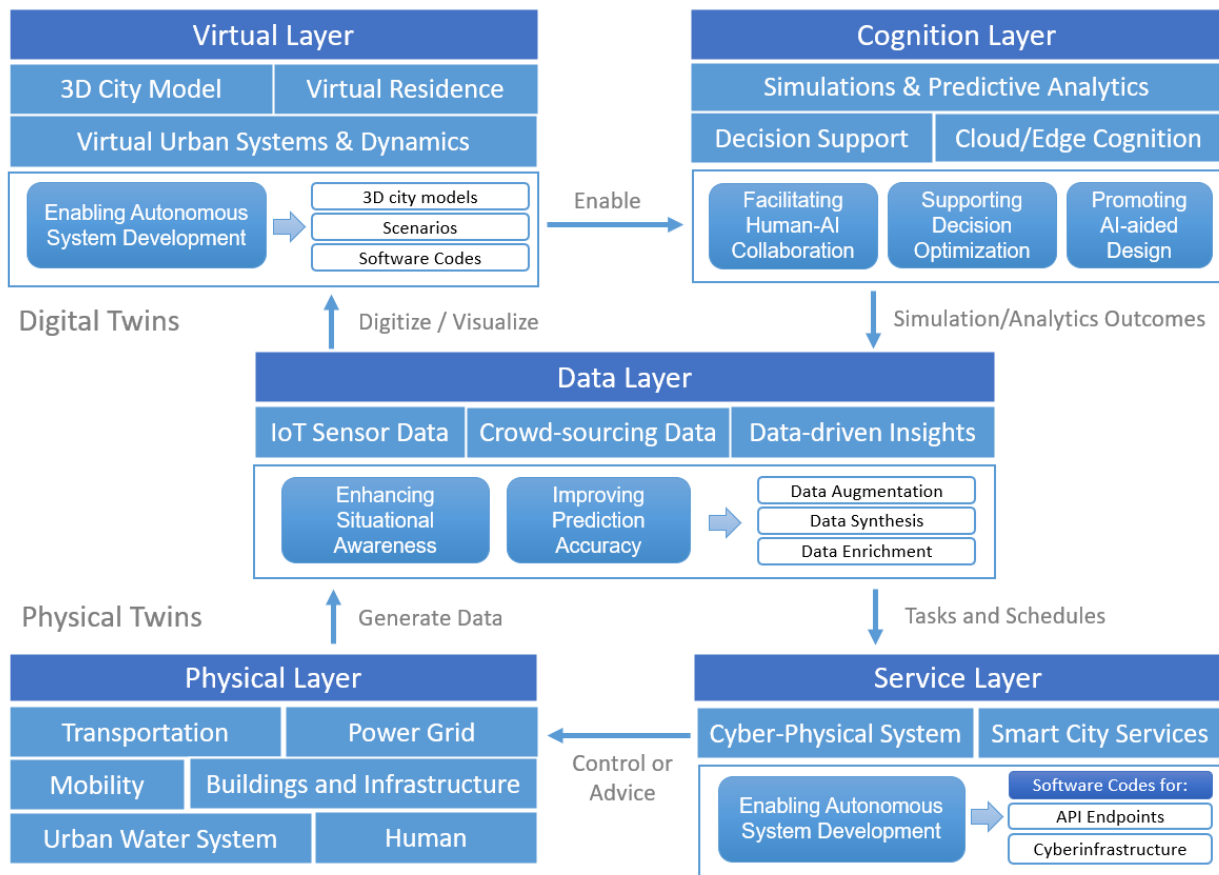 Virtual Layer
3D City Model
Virtual Residence
Virtual Urban Systems & Dynamics
Enabling Autonomous
System Development
3D city models
Scenarios
Software Codes
Enable
Cognition Layer
Simulations & Predictive Analytics
Decision Support
Cloud/Edge Cognition
Facilitating
Human-AI
Collaboration
Supporting
Decision
Optimization
Promoting
AI-aided
Design
Digital Twins
Digitize / Visualize
Simulation/Analytics Outcomes
Data Layer
IoT Sensor Data
Crowd-sourcing Data
Data-driven Insights
Enhancing
Situational
Awareness
Improving
Prediction
Accuracy
Data Augmentation
Data Synthesis
Data Enrichment
Physical Twins
Generate Data
Tasks and Schedules
Physical Layer
Transportation
Power Grid
Mobility
Buildings and Infrastructure
Urban Water System
Human
Control or
Advice
Service Layer
Cyber-Physical System
Smart City Services
Enabling Autonomous
System Development
Software Codes for:
API Endpoints
Cyberinfrastructure